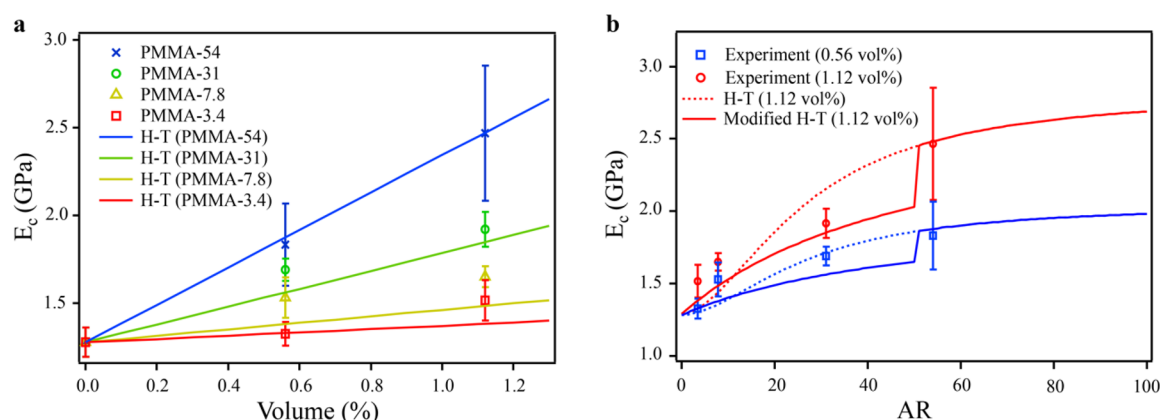 a
3.0
2.5
2.0
1.5
E_c (GPa)
PMMA-54
PMMA-31
PMMA-7.8
PMMA-3.4
H-T (PMMA-54)
H-T (PMMA-31)
H-T (PMMA-7.8)
H-T (PMMA-3.4)
0.0 0.2 0.4 0.6 0.8 1.0 1.2
Volume (%)
b
3.0
2.5
2.0
1.5
1.0
E_c (GPa)
Experiment (0.56 vol%)
Experiment (1.12 vol%)
H-T (1.12 vol%)
Modified H-T (1.12 vol%)
0 20 40 60 80 100
AR